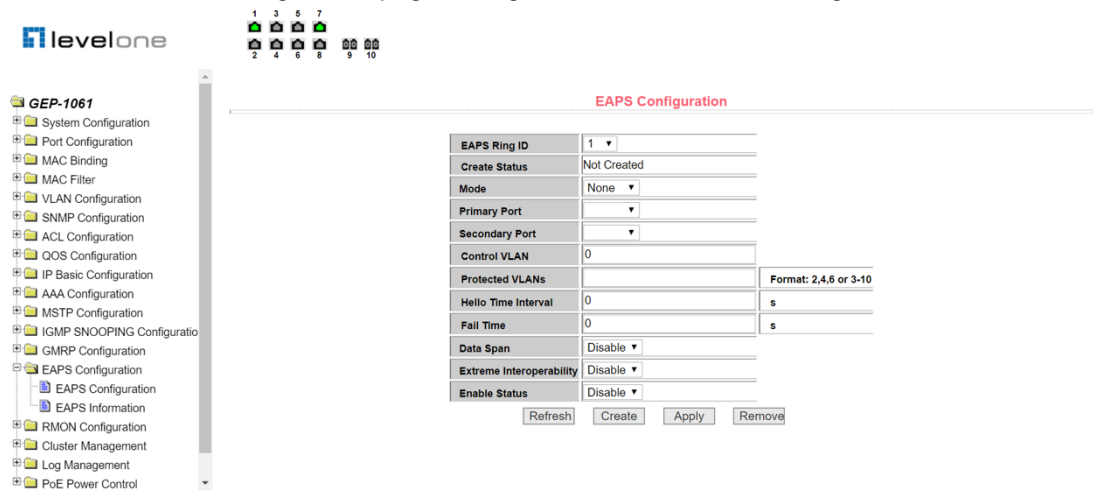 1 3 5 7
levelone
2 4 6 8 9 10
GEP-1061
System Configuration
Port Configuration
MAC Binding
MAC Filter
VLAN Configuration
SNMP Configuration
ACL Configuration
QOS Configuration
IP Basic Configuration
AAA Configuration
MSTP Configuration
IGMP SNOOPING Configuratio
GMRP Configuration
EAPS Configuration
EAPS Configuration
EAPS Information
RMON Configuration
Cluster Management
Log Management
PoE Power Control
EAPS Configuration
EAPS Ring ID 1
Create Status Not Created
Mode None
Primary Port
Secondary Port
Control VLAN 0
Protected VLANs Format: 2,4,6 or 3-10
Hello Time Interval 0 s
Fail Time 0 s
Data Span Disable
Extreme Interoperability Disable
Enable Status Disable
Refresh Create Apply Remove